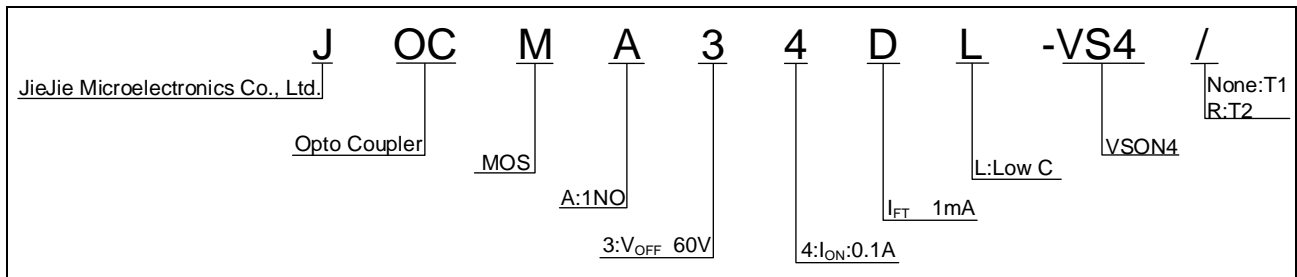 J OC M A 3 4 D L -VS4 /
JieJie Microelectronics Co., Ltd.
None:T1
R:T2
Opto Coupler
VSON4
MOS
L:Low C
A:1NO
IFT 1mA
3:VOFF 60V
4:ION:0.1A